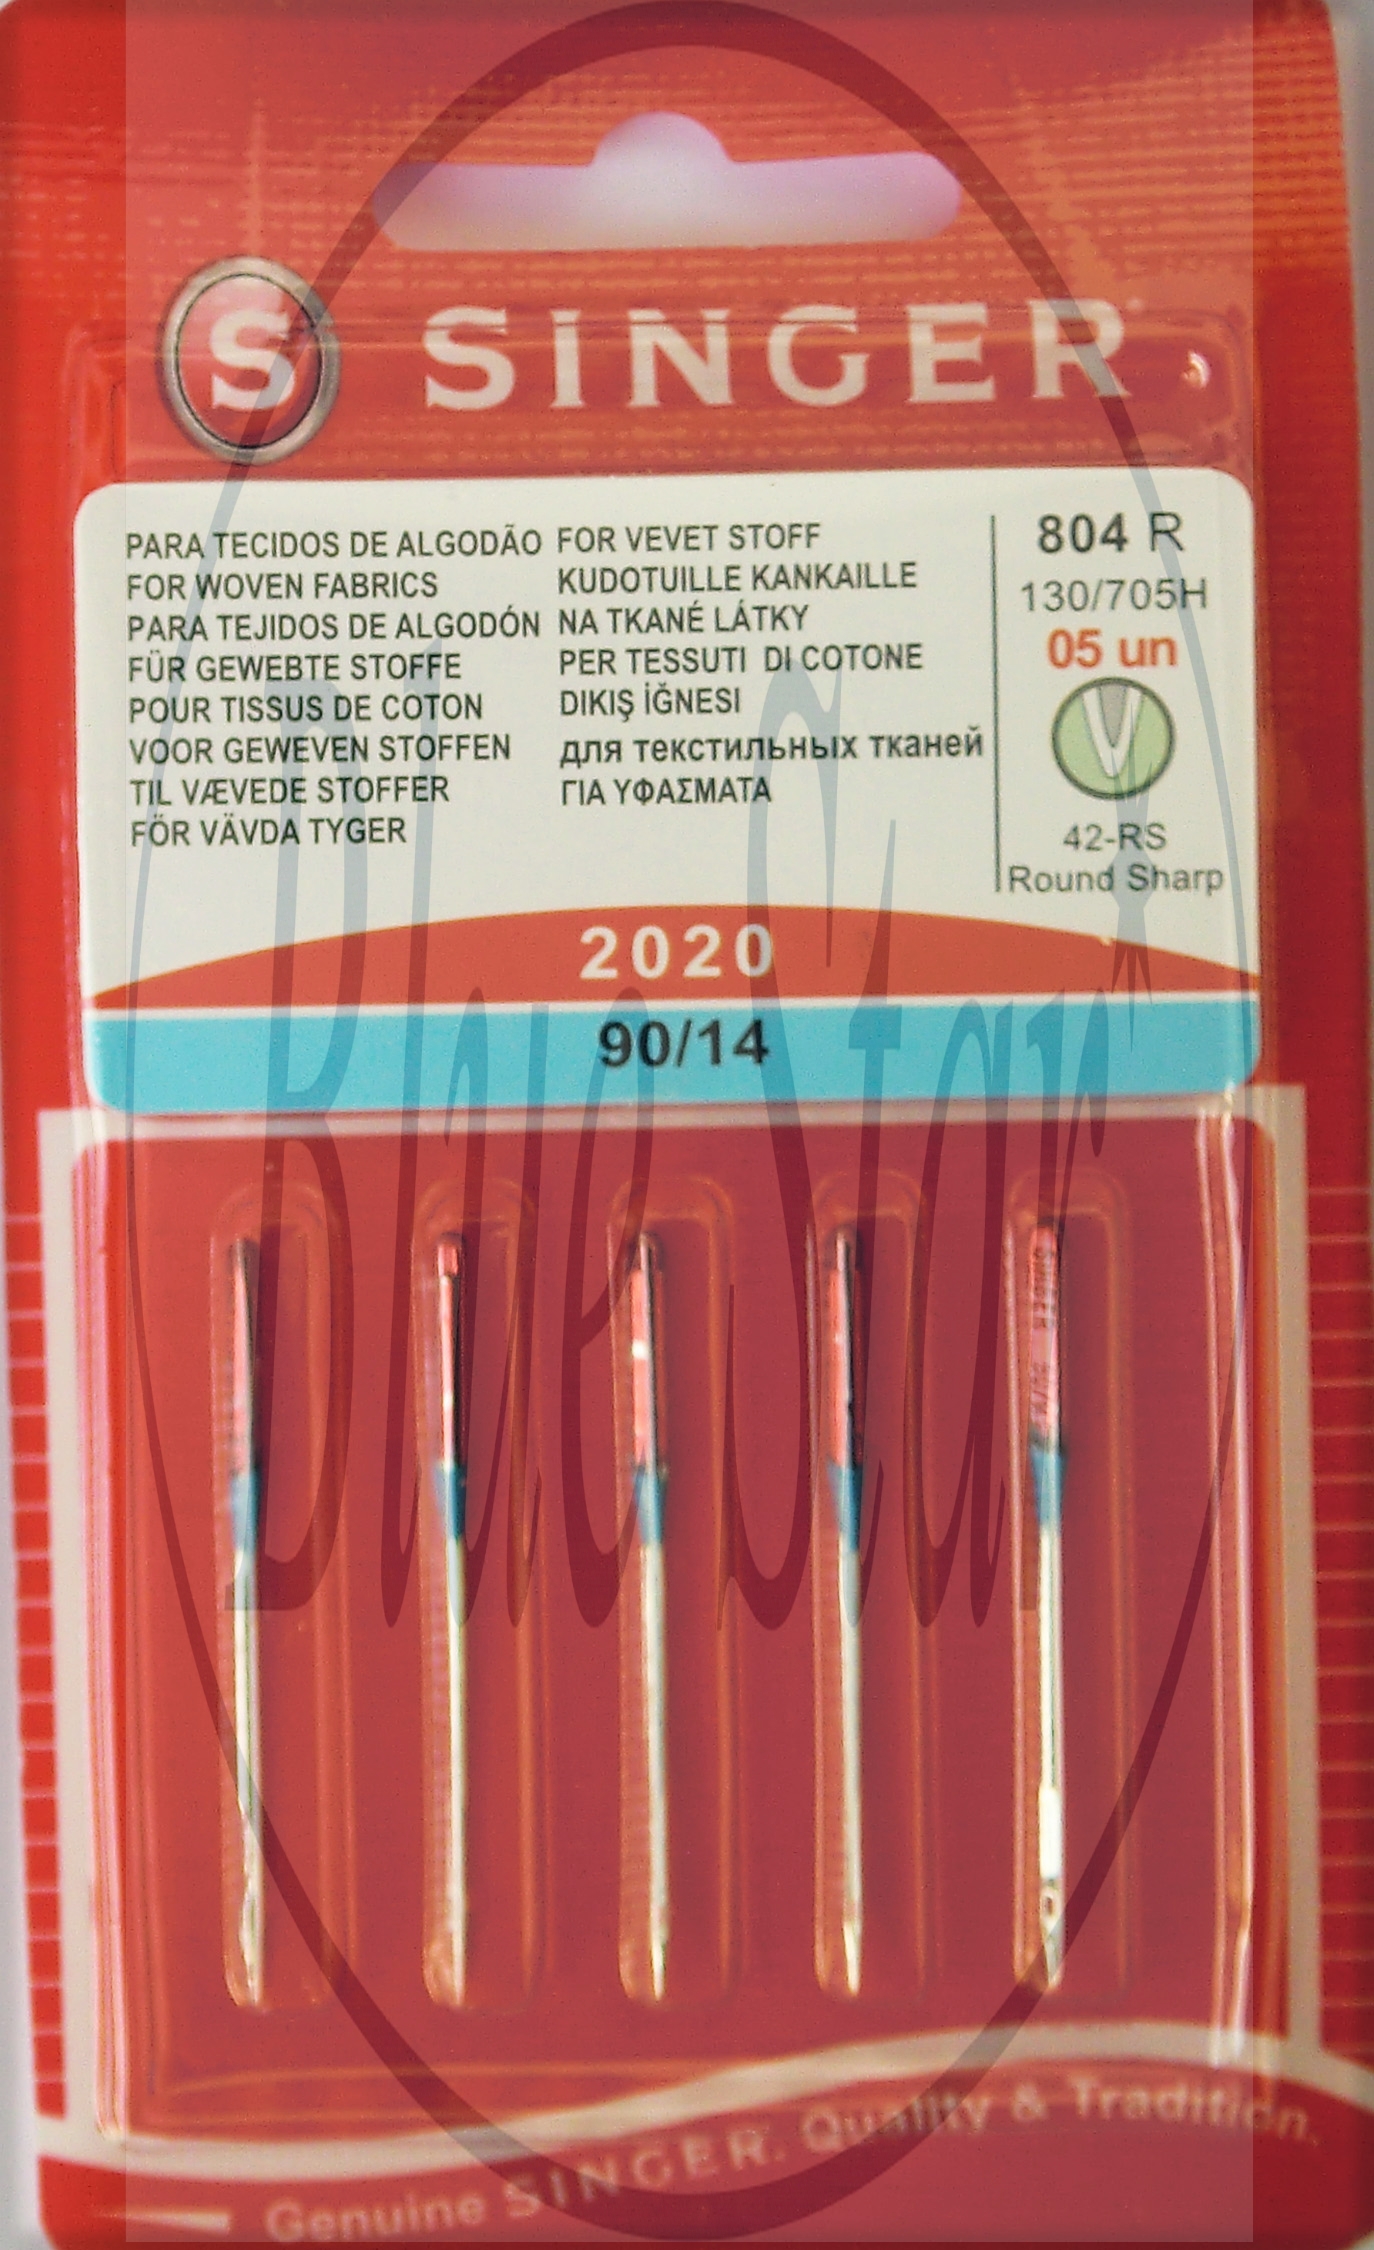 S SINGER
PARA TECIDOS DE ALGODÃO
FOR WOVEN FABRICS
PARA TEJIDOS DE ALGODÓN
FÜR GEWEBTE STOFFE
POUR TISSUS DE COTON
VOOR GEWEVEN STOFFEN
TIL VÆVEDE STOFFER
FÖR VÄVDA TYGER
FOR VEVET STOFF
KUDOTUILLE KANKAILLE
NA TKANÉ LÁTKY
PER TESSUTI DI COTONE
DIKIŞ İĞNESI
для текстильных тканей
ΓΙΑ ΥΦΑΣΜΑΤΑ
804 R
130/705H
05 un
42-RS
Round Sharp
2020
90/14
BlueStar
SINGER
Genuine SINGER. Quality & Tradition.